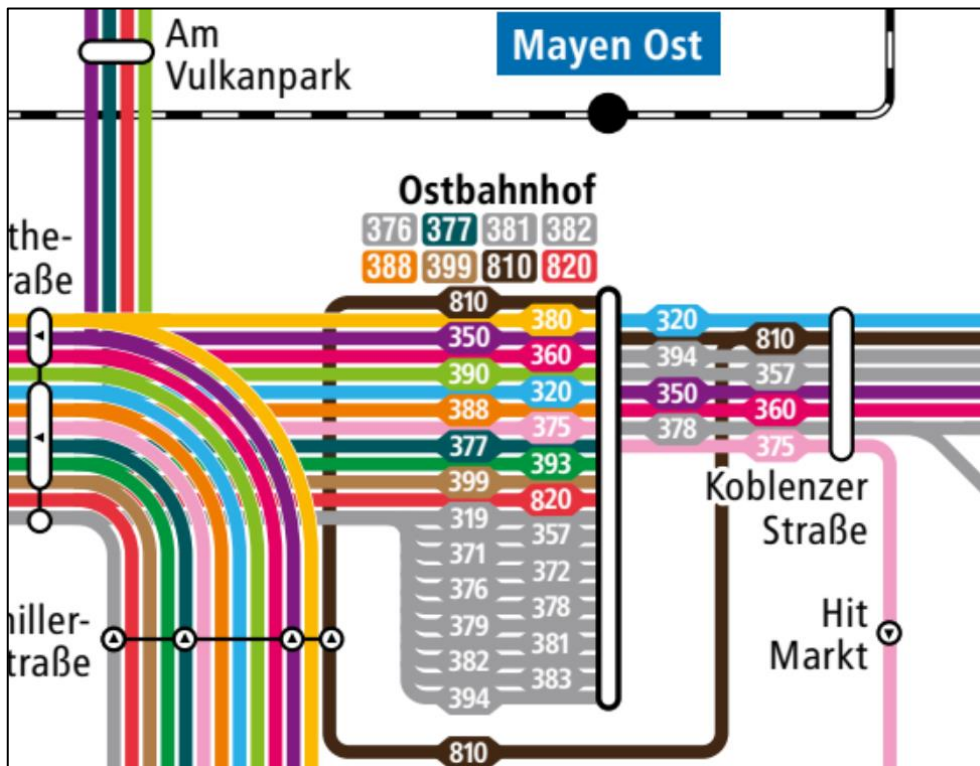 Am
Vulkanpark
Mayen Ost
Ostbahnhof
376 377 381 382
388 399 810 820
the-
raße
810
380
320
350
810
360
394
390
357
320
350
388
360
375
378
377
375
393
399
820
319
357
371
372
376
378
379
381
382
383
394
810
Koblenzer
Straße
hiller-
traße
Hit
Markt